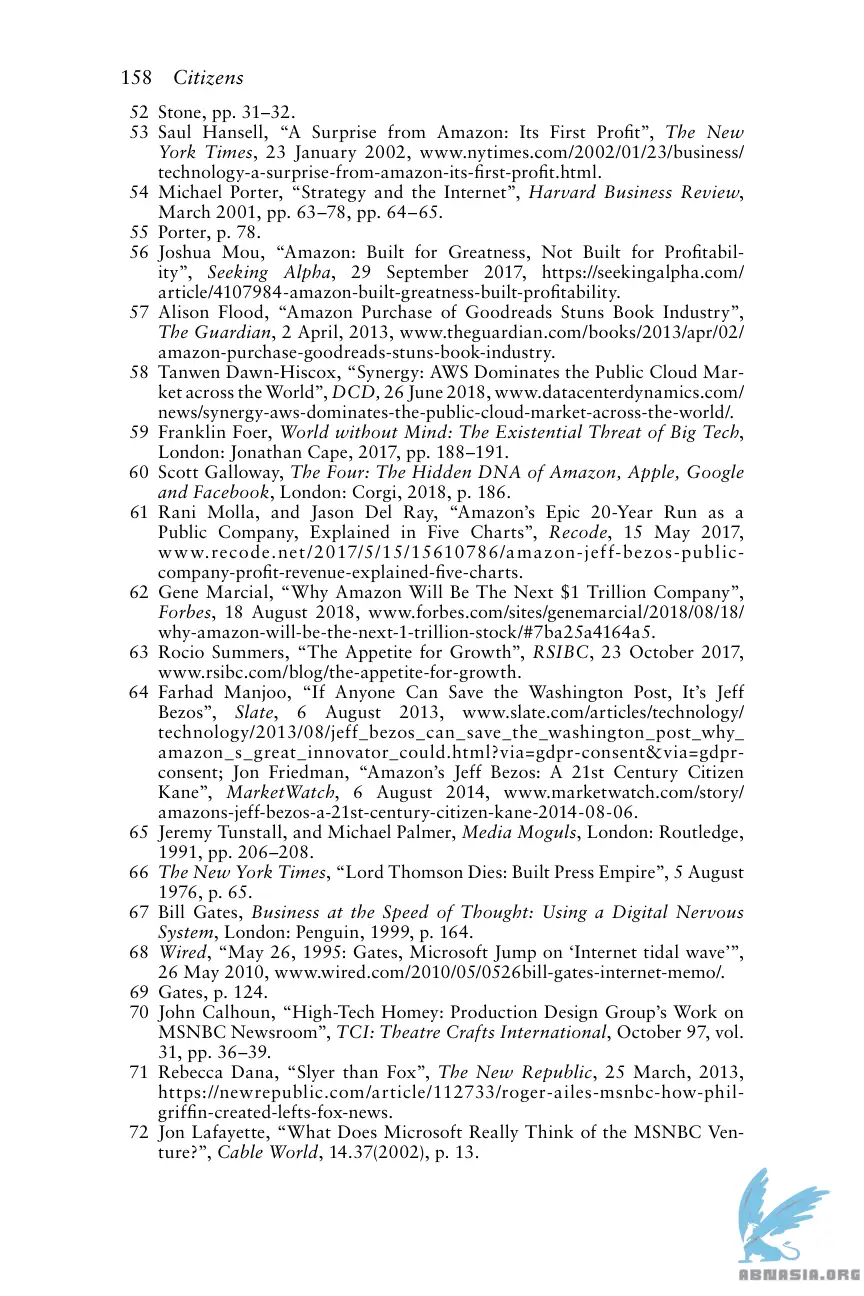 158 Citizens
52 Stone, pp. 31–32.
53 Saul Hansell, “A Surprise from Amazon: Its First Profit”, The New
York Times, 23 January 2002, www.nytimes.com/2002/01/23/business/
technology-a-surprise-from-amazon-its-first-profit.html.
54 Michael Porter, “Strategy and the Internet”, Harvard Business Review,
March 2001, pp. 63–78, pp. 64–65.
55 Porter, p. 78.
56 Joshua Mou, “Amazon: Built for Greatness, Not Built for Profitabil-
ity”, Seeking Alpha, 29 September 2017, https://seekingalpha.com/
article/4107984-amazon-built-greatness-built-profitability.
57 Alison Flood, “Amazon Purchase of Goodreads Stuns Book Industry”,
The Guardian, 2 April, 2013, www.theguardian.com/books/2013/apr/02/
amazon-purchase-goodreads-stuns-book-industry.
58 Tanwen Dawn-Hiscox, “Synergy: AWS Dominates the Public Cloud Mar-
ket across the World”, DCD, 26 June 2018, www.datacenterdynamics.com/
news/synergy-aws-dominates-the-public-cloud-market-across-the-world/.
59 Franklin Foer, World without Mind: The Existential Threat of Big Tech,
London: Jonathan Cape, 2017, pp. 188–191.
60 Scott Galloway, The Four: The Hidden DNA of Amazon, Apple, Google
and Facebook, London: Corgi, 2018, p. 186.
61 Rani Molla, and Jason Del Ray, “Amazon’s Epic 20-Year Run as a
Public Company, Explained in Five Charts”, Recode, 15 May 2017,
www.recode.net/2017/5/15/15610786/amazon-jeff-bezos-public-
company-profit-revenue-explained-five-charts.
62 Gene Marcial, “Why Amazon Will Be The Next $1 Trillion Company”,
Forbes, 18 August 2018, www.forbes.com/sites/genemarcial/2018/08/18/
why-amazon-will-be-the-next-1-trillion-stock/#7ba25a4164a5.
63 Rocio Summers, “The Appetite for Growth”, RSIBC, 23 October 2017,
www.rsibc.com/blog/the-appetite-for-growth.
64 Farhad Manjoo, “If Anyone Can Save the Washington Post, It’s Jeff
Bezos”, Slate, 6 August 2013, www.slate.com/articles/technology/
technology/2013/08/jeff_bezos_can_save_the_washington_post_why_
amazon_s_great_innovator_could.html?via=gdpr-consent&via=gdpr-
consent; Jon Friedman, “Amazon’s Jeff Bezos: A 21st Century Citizen
Kane”, MarketWatch, 6 August 2014, www.marketwatch.com/story/
amazons-jeff-bezos-a-21st-century-citizen-kane-2014-08-06.
65 Jeremy Tunstall, and Michael Palmer, Media Moguls, London: Routledge,
1991, pp. 206–208.
66 The New York Times, “Lord Thomson Dies: Built Press Empire”, 5 August
1976, p. 65.
67 Bill Gates, Business at the Speed of Thought: Using a Digital Nervous
System, London: Penguin, 1999, p. 164.
68 Wired, “May 26, 1995: Gates, Microsoft Jump on ‘Internet tidal wave’”,
26 May 2010, www.wired.com/2010/05/0526bill-gates-internet-memo/.
69 Gates, p. 124.
70 John Calhoun, “High-Tech Homey: Production Design Group’s Work on
MSNBC Newsroom”, TCI: Theatre Crafts International, October 97, vol.
31, pp. 36–39.
71 Rebecca Dana, “Slyer than Fox”, The New Republic, 25 March, 2013,
https://newrepublic.com/article/112733/roger-ailes-msnbc-how-phil-
griffin-created-lefts-fox-news.
72 Jon Lafayette, “What Does Microsoft Really Think of the MSNBC Ven-
ture?”, Cable World, 14.37(2002), p. 13.
ABNASIA.ORG